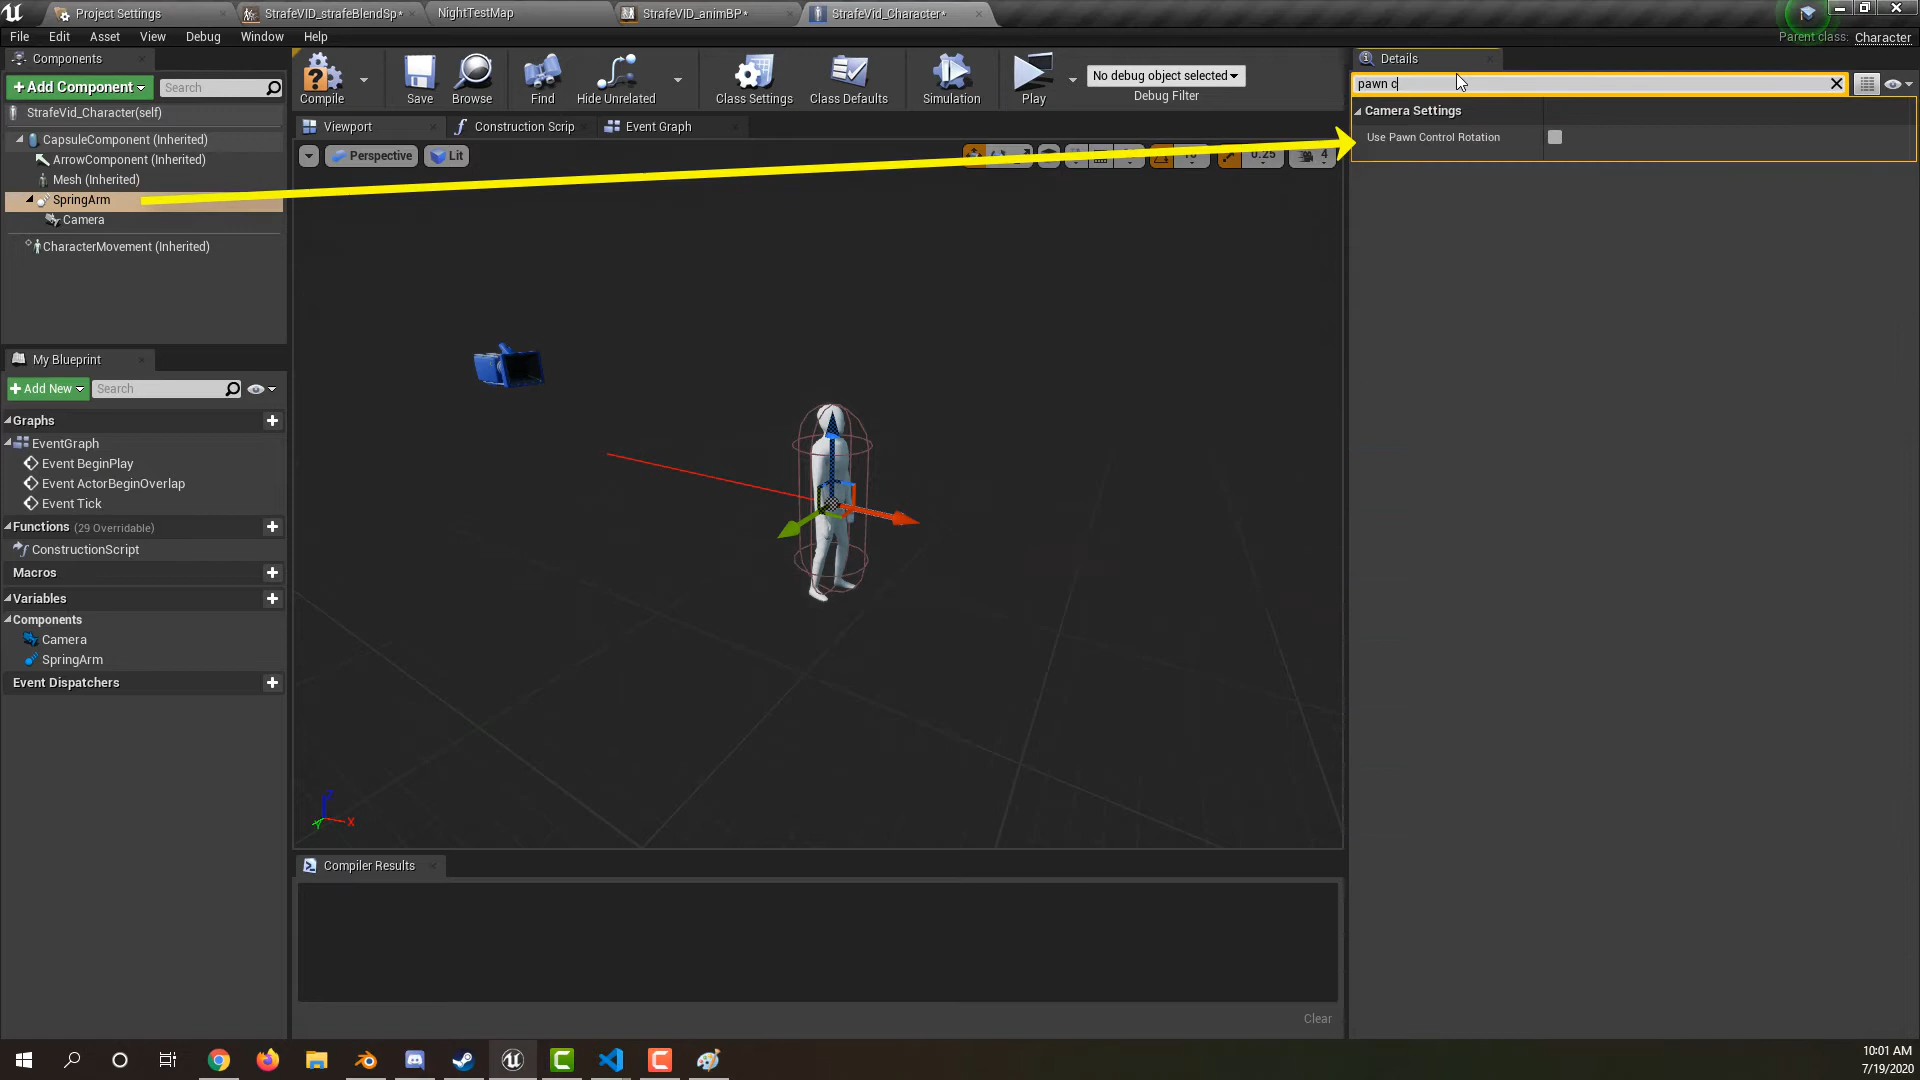 Project Settings
StrafeVID_strafeBlendSp*
NightTestMap
StrafeVID_animBP*
StrafeVid_Character*
File Edit Asset View Debug Window Help
Parent class: Character
Components
+Add Component
Search
StrafeVid_Character(self)
CapsuleComponent (Inherited)
ArrowComponent (Inherited)
Mesh (Inherited)
SpringArm
Camera
CharacterMovement (Inherited)
Compile
Save
Browse
Find
Hide Unrelated
Class Settings
Class Defaults
Simulation
Play
No debug object selected
Debug Filter
Viewport
Construction Scrip
Event Graph
Perspective
Lit
0.25
4
Details
pawn c
Camera Settings
Use Pawn Control Rotation
My Blueprint
+Add New
Search
Graphs
EventGraph
Event BeginPlay
Event ActorBeginOverlap
Event Tick
Functions (29 Overridable)
ConstructionScript
Macros
Variables
Components
Camera
SpringArm
Event Dispatchers
Z
X
Y
Compiler Results
Clear
10:01 AM
7/19/2020